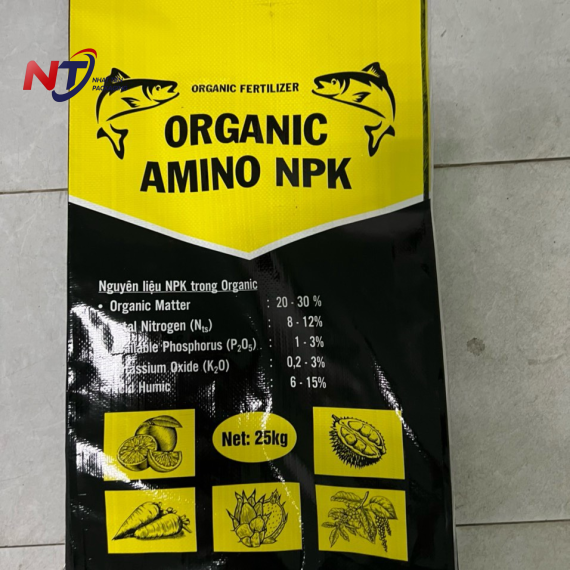 NT
ORGANIC FERTILIZER
ORGANIC
AMINO NPK
Nguyên liệu NPK trong Organic
• Organic Matter : 20 - 30 %
Nitrogen (Nts) : 8 - 12%
Phosphorus (P2O5) : 1 - 3%
Oxide (K2O) : 0,2 - 3%
Humic : 6 - 15%
Net: 25kg